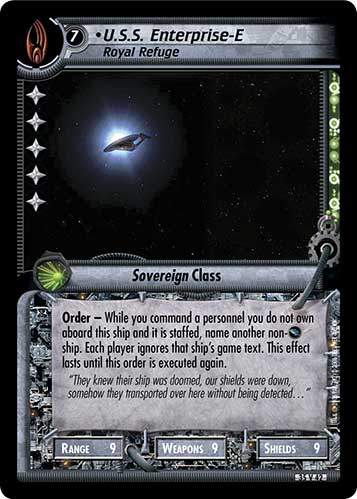 7
•U.S.S. Enterprise-E
Royal Refuge
Sovereign Class
Order – While you command a personnel you do not own
aboard this ship and it is staffed, name another non-
ship. Each player ignores that ship's game text. This effect
lasts until this order is executed again.
"They knew their ship was doomed, our shields were down,
somehow they transported over here without being detected…"
RANGE 9 WEAPONS 9 SHIELDS 9
35 V 42